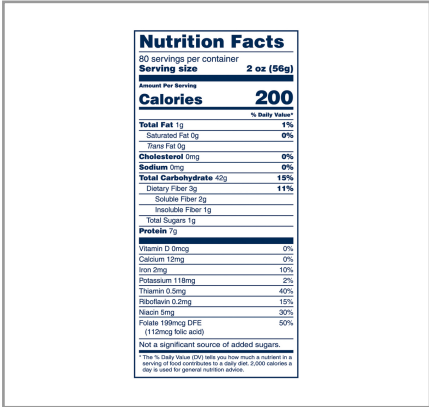 Nutrition Facts
80 servings per container
Serving size 2 oz (56g)
Amount Per Serving
Calories 200
% Daily Value*
Total Fat 1g 1%
Saturated Fat 0g 0%
Trans Fat 0g
Cholesterol 0mg 0%
Sodium 0mg 0%
Total Carbohydrate 42g 15%
Dietary Fiber 3g 11%
Soluble Fiber 2g
Insoluble Fiber 1g
Total Sugars 1g
Protein 7g
Vitamin D 0mcg 0%
Calcium 12mg 0%
Iron 2mg 10%
Potassium 118mg 2%
Thiamin 0.5mg 40%
Riboflavin 0.2mg 15%
Niacin 5mg 30%
Folate 199mcg DFE 50%
(112mcg folic acid)
Not a significant source of added sugars.
* The % Daily Value (DV) tells you how much a nutrient in a
serving of food contributes to a daily diet. 2,000 calories a
day is used for general nutrition advice.